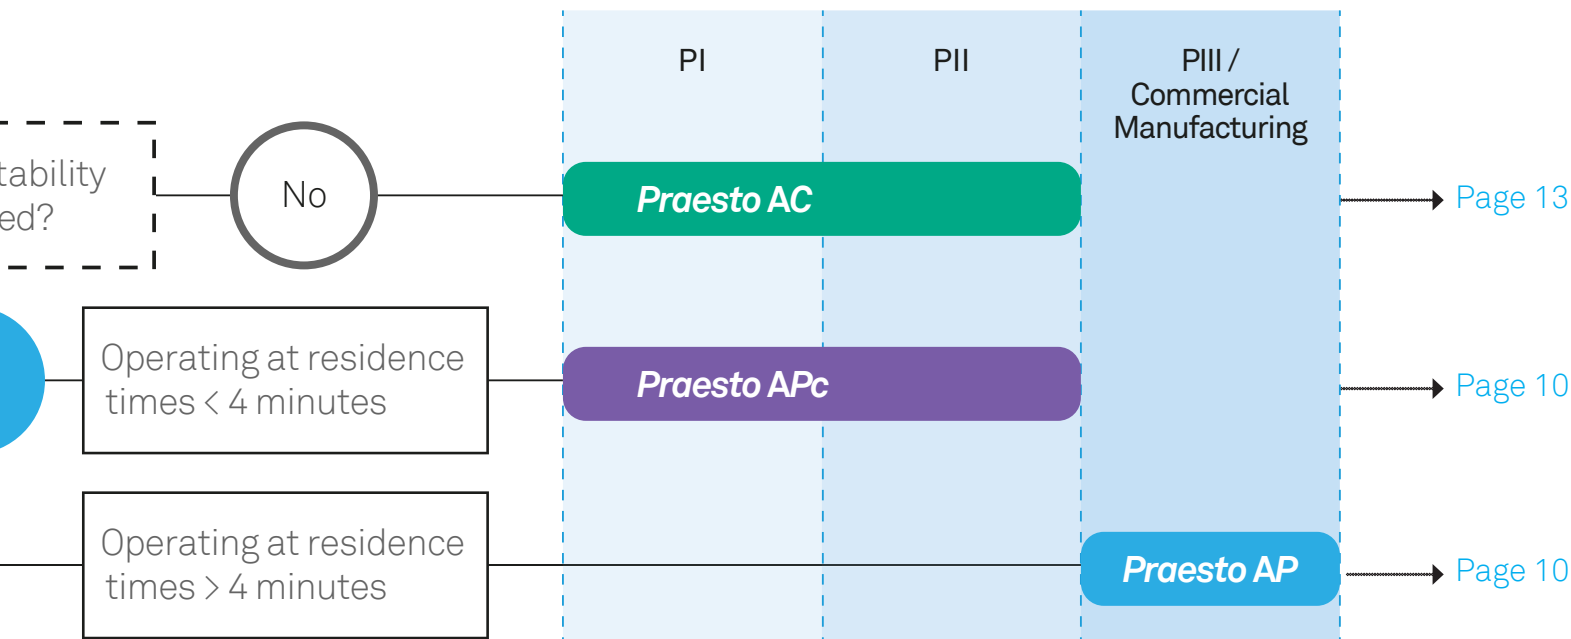 PI
PII
PIII /
Commercial
Manufacturing
tability
ed?
No
Praesto AC
Page 13
Operating at residence
times < 4 minutes
Praesto APc
Page 10
Operating at residence
times > 4 minutes
Praesto AP
Page 10